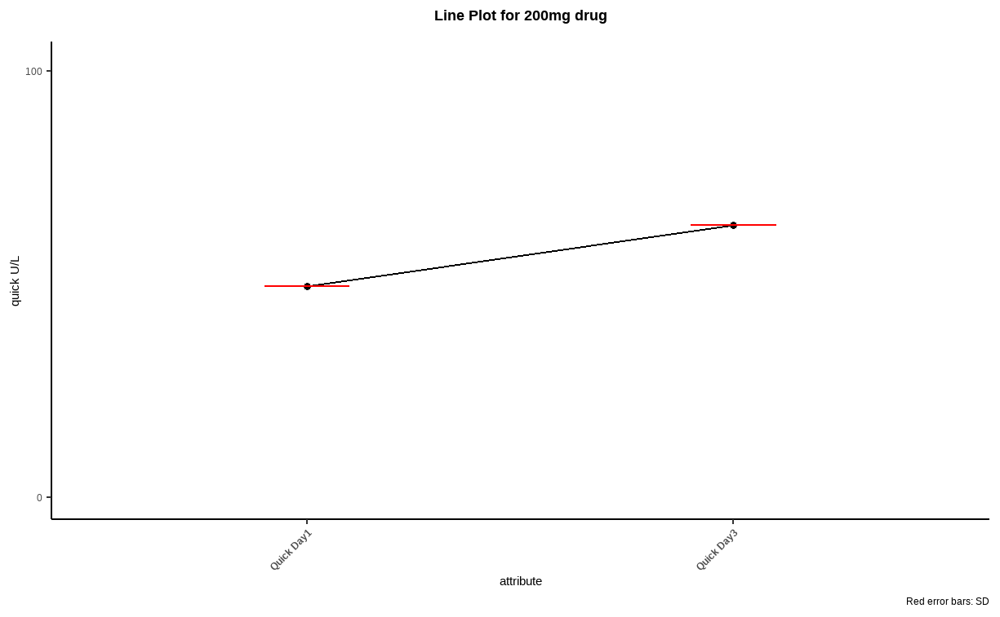 Line Plot for 200mg drug
100
quick U/L
0
Quick Day1
Quick Day3
attribute
Red error bars: SD